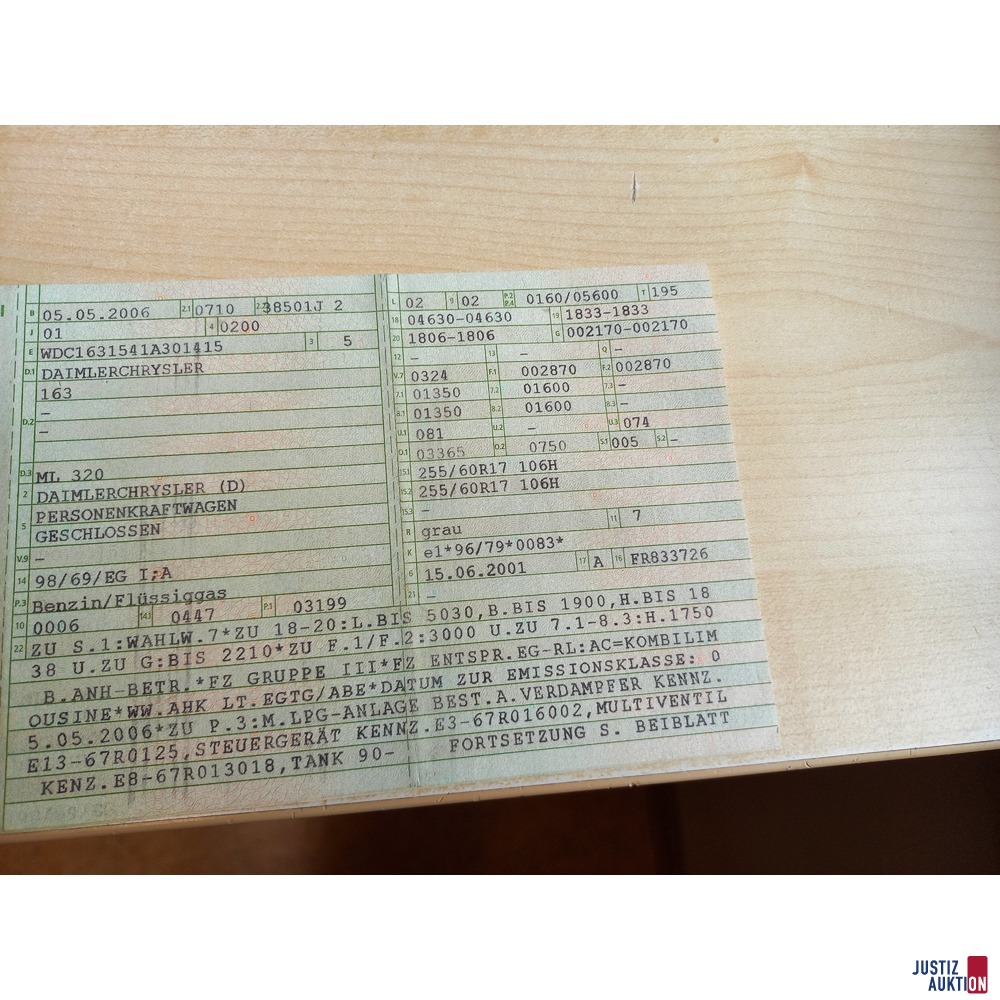 B 05.05.2006 2.1 0710 38501J 2
J 01 4 0200
E WDC1631541A301415 3 5
D.1 DAIMLERCHRYSLER
163
D.2 –
–
D.3 ML 320
2 DAIMLERCHRYSLER (D)
5 PERSONENKRAFTWAGEN
GESCHLOSSEN
V.9 –
14 98/69/EG I;A
P.3 Benzin/Flüssiggas
10 0006 14.1 0447 P.1 03199
L 02 9 02 P.2 P.4 0160/05600 T 195
18 04630-04630 19 1833-1833
20 1806-1806 G 002170-002170
12 – 13 – Q –
V.7 0324 F.1 002870 F.2 002870
7.1 01350 7.2 01600 7.3 –
8.1 01350 8.2 01600 8.3 –
U.1 081 U.2 – U.3 074
O.1 03365 O.2 0750 S.1 005 S.2 –
15.1 255/60R17 106H
15.2 255/60R17 106H
15.3 –
R grau 11 7
K e1*96/79*0083*
6 15.06.2001 17 A 16 FR833726
21 –
22 ZU S.1:WAHLW.7*ZU 18-20:L.BIS 5030,B.BIS 1900,H.BIS 18
38 U.ZU G:BIS 2210*ZU F.1/F.2:3000 U.ZU 7.1-8.3:H.1750
B.ANH-BETR.*FZ GRUPPE III*FZ ENTSPR.EG-RL:AC=KOMBILIM
OUSINE*WW.AHK LT.EGTG/ABE*DATUM ZUR EMISSIONSKLASSE: 0
5.05.2006*ZU P.3:M.LPG-ANLAGE BEST.A.VERDAMPFER KENNZ.
E13-67R0125,STEUERGERÄT KENNZ.E3-67R016002,MULTIVENTIL
KENZ.E8-67R013018,TANK 90- FORTSETZUNG S. BEIBLATT
JUSTIZ
AUKTION